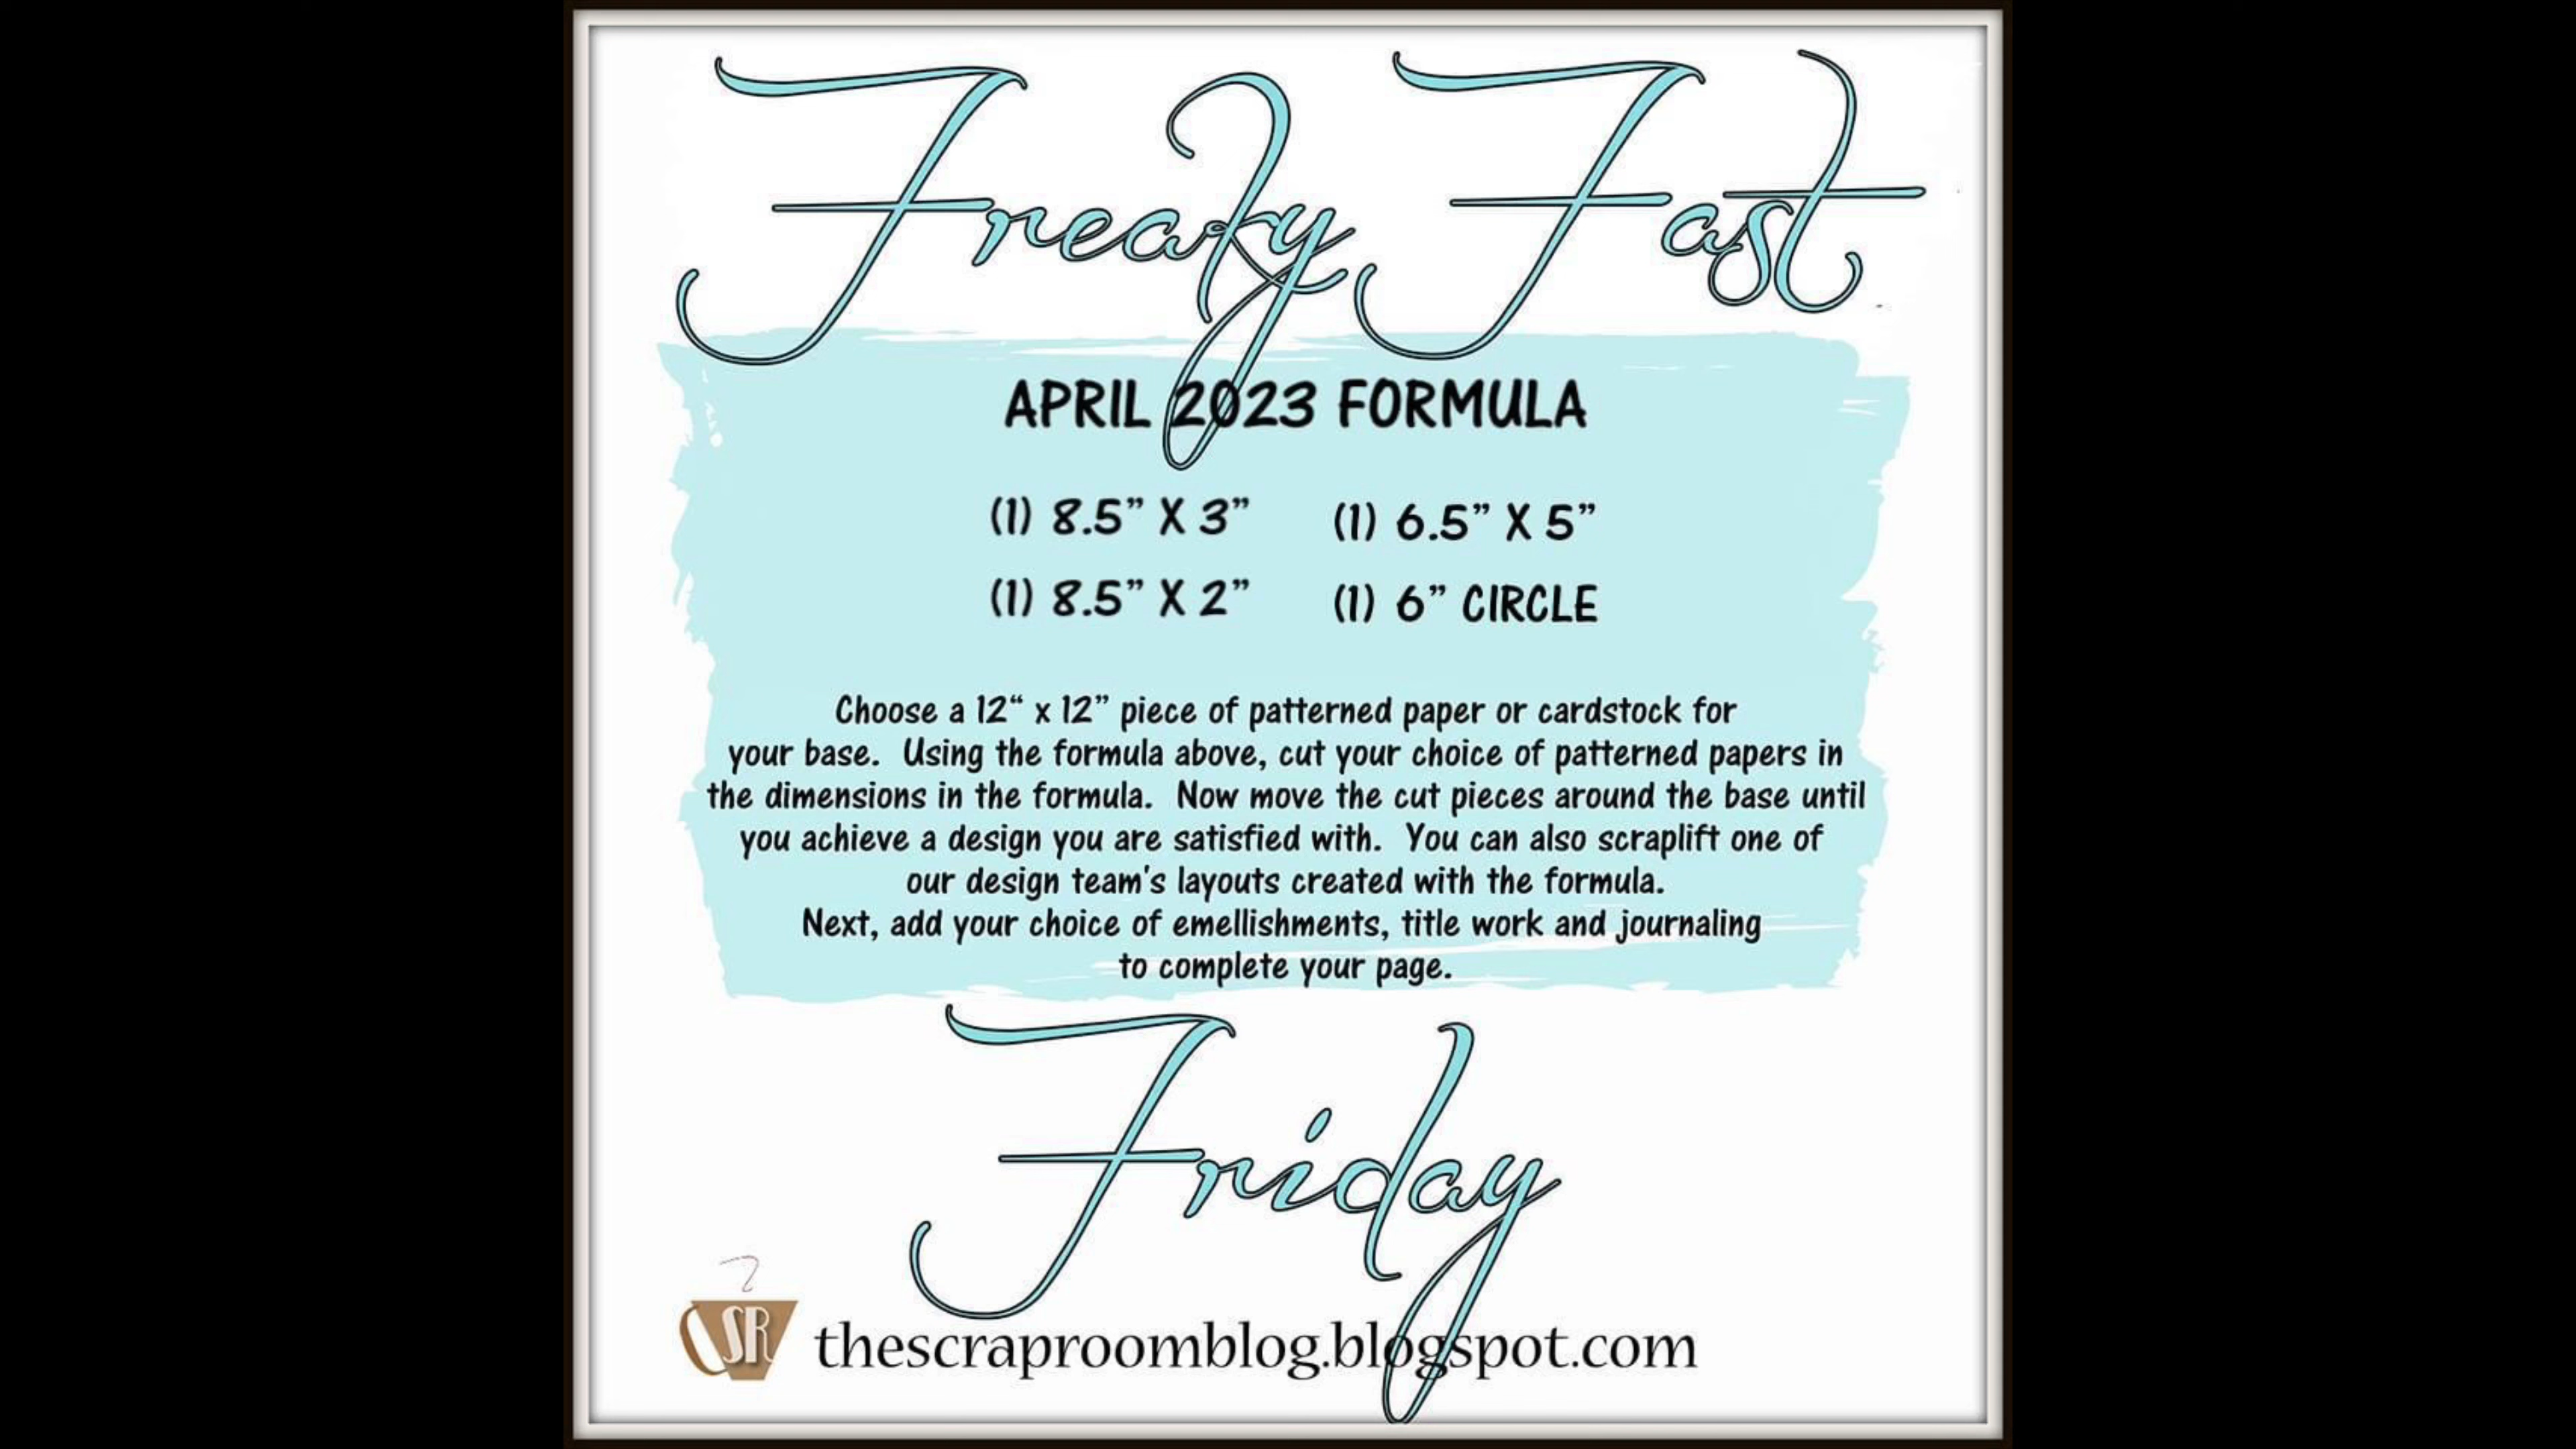 Freaky Fast
APRIL 2023 FORMULA
(1) 8.5” X 3” (1) 6.5” X 5”
(1) 8.5” X 2” (1) 6” CIRCLE
Choose a 12“ x 12” piece of patterned paper or cardstock for
your base. Using the formula above, cut your choice of patterned papers in
the dimensions in the formula. Now move the cut pieces around the base until
you achieve a design you are satisfied with. You can also scraplift one of
our design team's layouts created with the formula.
Next, add your choice of emellishments, title work and journaling
to complete your page.
Friday
SR thescraproomblog.blogspot.com